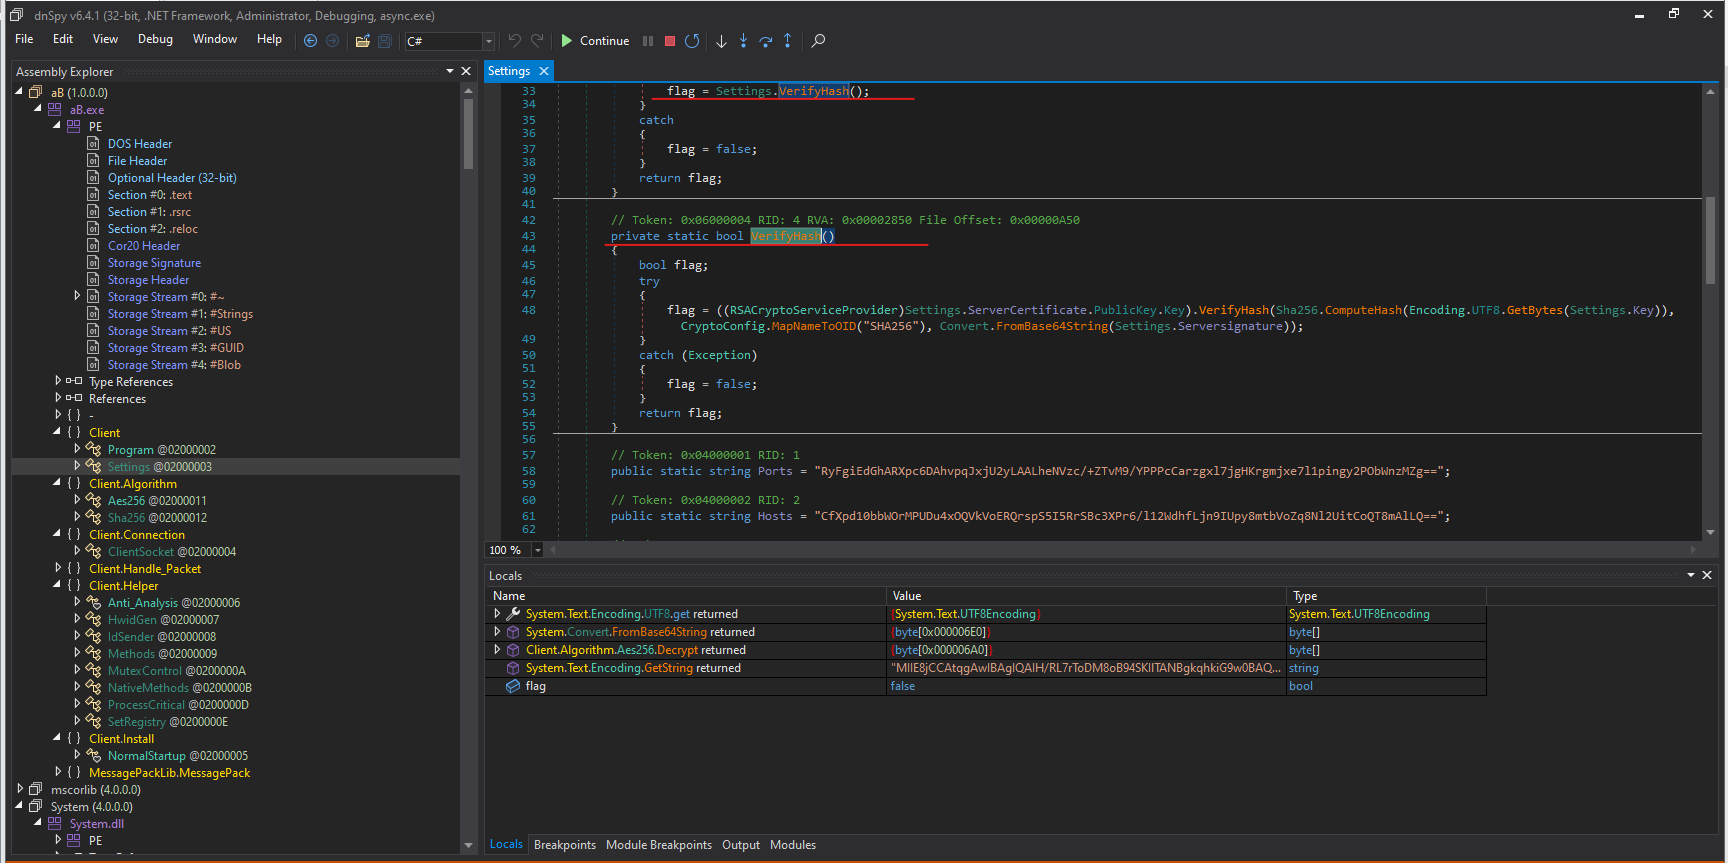 dnSpy v6.4.1 (32-bit, .NET Framework, Administrator, Debugging, async.exe)
File Edit View Debug Window Help C# Continue
Assembly Explorer
aB (1.0.0.0)
aB.exe
PE
DOS Header
File Header
Optional Header (32-bit)
Section #0: .text
Section #1: .rsrc
Section #2: .reloc
Cor20 Header
Storage Signature
Storage Header
Storage Stream #0: #~
Storage Stream #1: #Strings
Storage Stream #2: #US
Storage Stream #3: #GUID
Storage Stream #4: #Blob
Type References
References
{ } -
{ } Client
Program @02000002
Settings @02000003
{ } Client.Algorithm
Aes256 @02000011
Sha256 @02000012
{ } Client.Connection
ClientSocket @02000004
{ } Client.Handle_Packet
{ } Client.Helper
Anti_Analysis @02000006
HwidGen @02000007
IdSender @02000008
Methods @02000009
MutexControl @0200000A
NativeMethods @0200000B
ProcessCritical @0200000D
SetRegistry @0200000E
{ } Client.Install
NormalStartup @02000005
{ } MessagePackLib.MessagePack
mscorlib (4.0.0.0)
System (4.0.0.0)
System.dll
PE
Settings
33 flag = Settings.VerifyHash();
34 }
35 catch
36 {
37 flag = false;
38 }
39 return flag;
40 }
41
42 // Token: 0x06000004 RID: 4 RVA: 0x00002850 File Offset: 0x00000A50
43 private static bool VerifyHash()
44 {
45 bool flag;
46 try
47 {
48 flag = ((RSACryptoServiceProvider)Settings.ServerCertificate.PublicKey.Key).VerifyHash(Sha256.ComputeHash(Encoding.UTF8.GetBytes(Settings.Key)),
CryptoConfig.MapNameToOID("SHA256"), Convert.FromBase64String(Settings.Serversignature));
49 }
50 catch (Exception)
51 {
52 flag = false;
53 }
54 return flag;
55 }
56
57 // Token: 0x04000001 RID: 1
58 public static string Ports = "RyFgiEdGhARXpc6DAhvpqJxjU2yLAALheNVzc/+ZTvM9/YPPPcCarzgxl7jgHKrgmjxe7l1pingy2PObWnzMZg==";
59
60 // Token: 0x04000002 RID: 2
61 public static string Hosts = "CfXpd10bbWOrMPUDu4xOQVkVoERQrspS5I5RrSBc3XPr6/l12WdhfLjn9IUpy8mtbVoZq8Nl2UitCoQT8mAlLQ==";
62
100 %
Locals
Name Value Type
System.Text.Encoding.UTF8.get returned {System.Text.UTF8Encoding} System.Text.UTF8Encoding
System.Convert.FromBase64String returned {byte[0x000006E0]} byte[]
Client.Algorithm.Aes256.Decrypt returned {byte[0x000006A0]} byte[]
System.Text.Encoding.GetString returned "MIIE8jCCAtqgAwIBAgIQAIH/RL7rToDM8oB94SKIITANBgkqhkiG9w0BAQ... string
flag false bool
Locals Breakpoints Module Breakpoints Output Modules